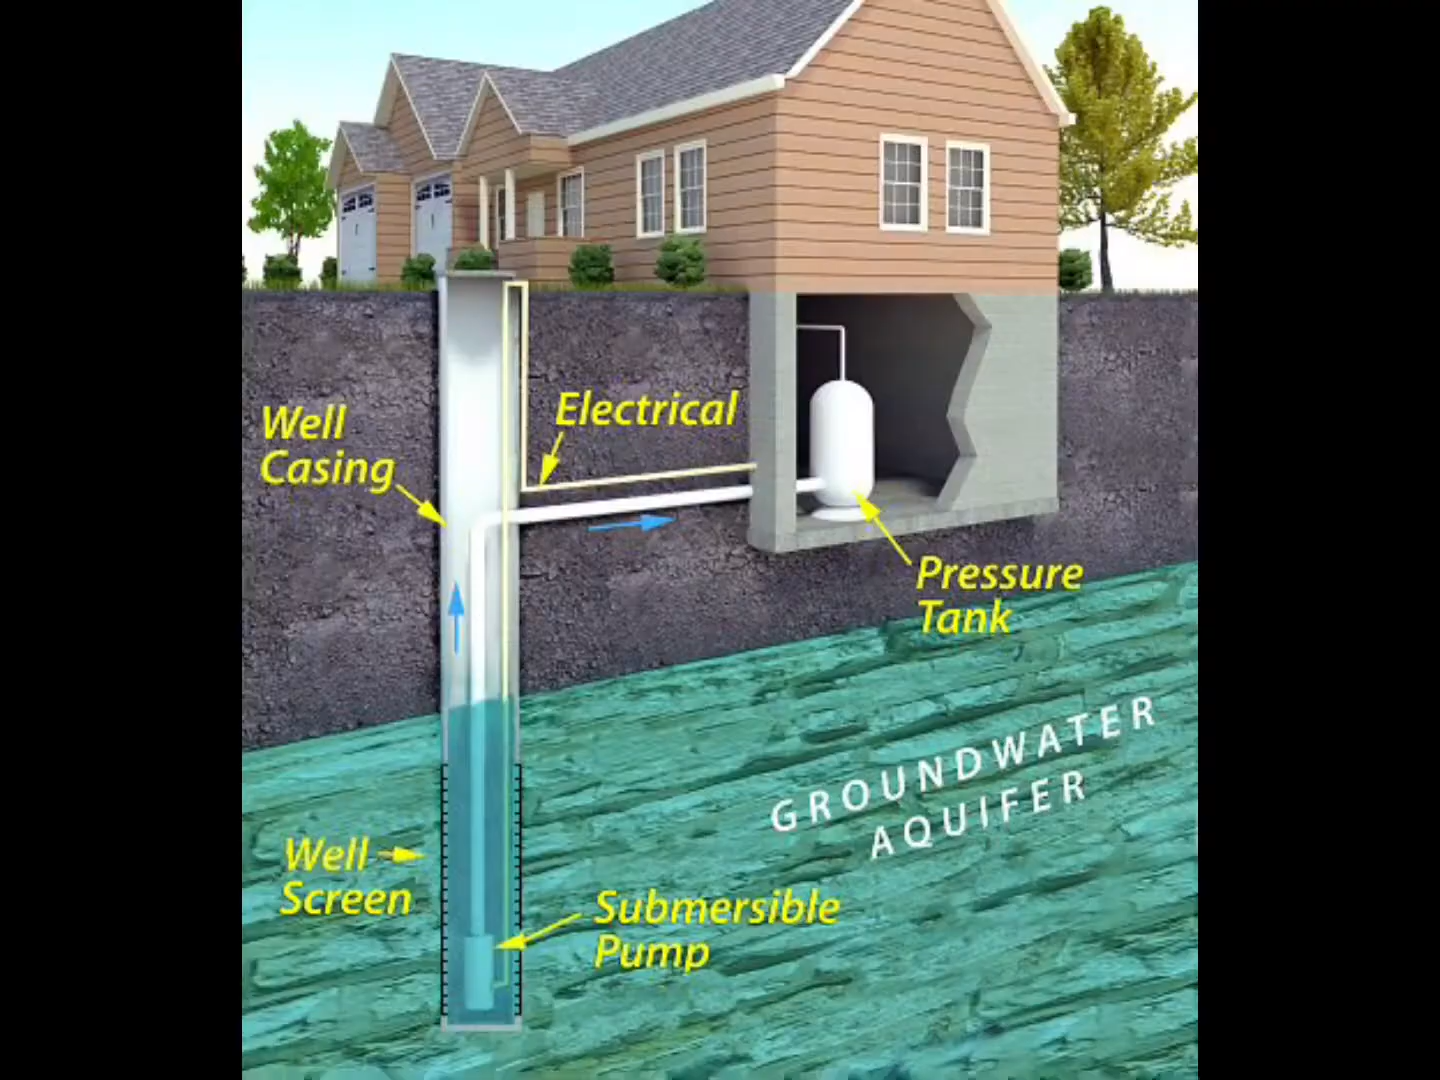 Electrical
Well
Casing
Pressure
Tank
GROUNDWATER
AQUIFER
Well
Screen
Submersible
Pump